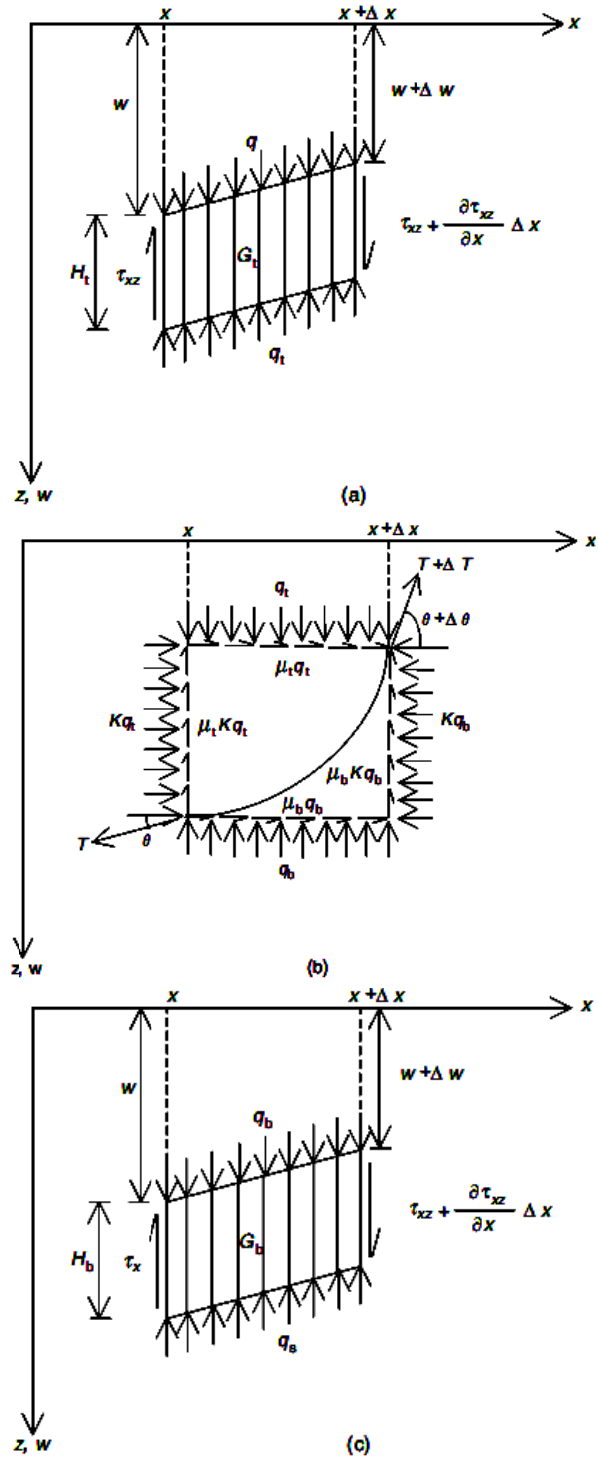 x
x + Δ x
x
w
w + Δ w
q
τxz + ∂τxz/∂x Δ x
Ht
τxz
Gt
qt
z, w
(a)
x
x + Δ x
x
T + Δ T
qt
θ + Δ θ
μtqt
Kqt
μtKqt
Kqb
μbKqb
μbqb
T
θ
qb
z, w
(b)
x
x + Δ x
x
w
w + Δ w
qb
τxz + ∂τxz/∂x Δ x
Hb
τx
Gb
qs
z, w
(c)